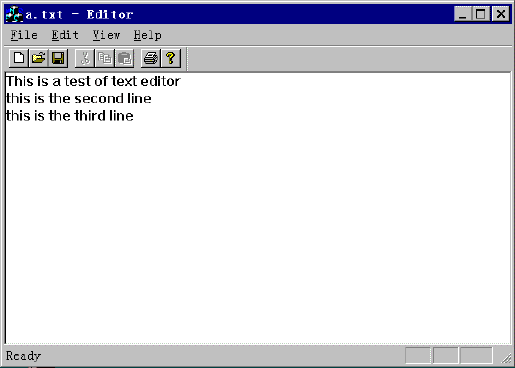 a.txt - Editor
File Edit View Help
This is a test of text editor
this is the second line
this is the third line
Ready